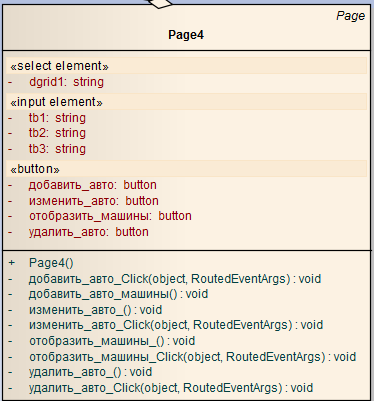 Page
Page4
«select element»
- dgrid1: string
«input element»
- tb1: string
- tb2: string
- tb3: string
«button»
- добавить_авто: button
- изменить_авто: button
- отобразить_машины: button
- удалить_авто: button
+ Page4()
- добавить_авто_Click(object, RoutedEventArgs) : void
- добавить_авто_машины() : void
- изменить_авто_() : void
- изменить_авто_Click(object, RoutedEventArgs) : void
- отобразить_машины_() : void
- отобразить_машины_Click(object, RoutedEventArgs) : void
- удалить_авто_() : void
- удалить_авто_Click(object, RoutedEventArgs) : void